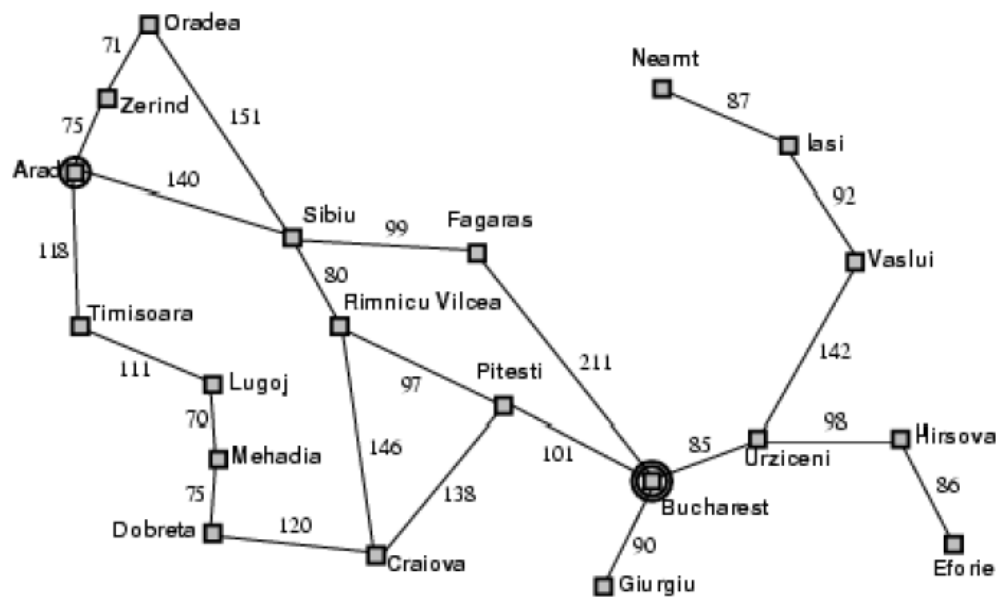 Oradea
71
Neamt
87
Zerind
151
75
Iasi
Arad
140
92
Sibiu
Fagaras
99
118
Vaslui
80
Timisoara
Rimnicu Vilcea
142
111
211
Lugoj
97
Pitesti
70
98
Hirsova
146
85
Urziceni
101
Mehadia
138
86
75
Bucharest
Dobreta
120
90
Craiova
Eforie
Giurgiu